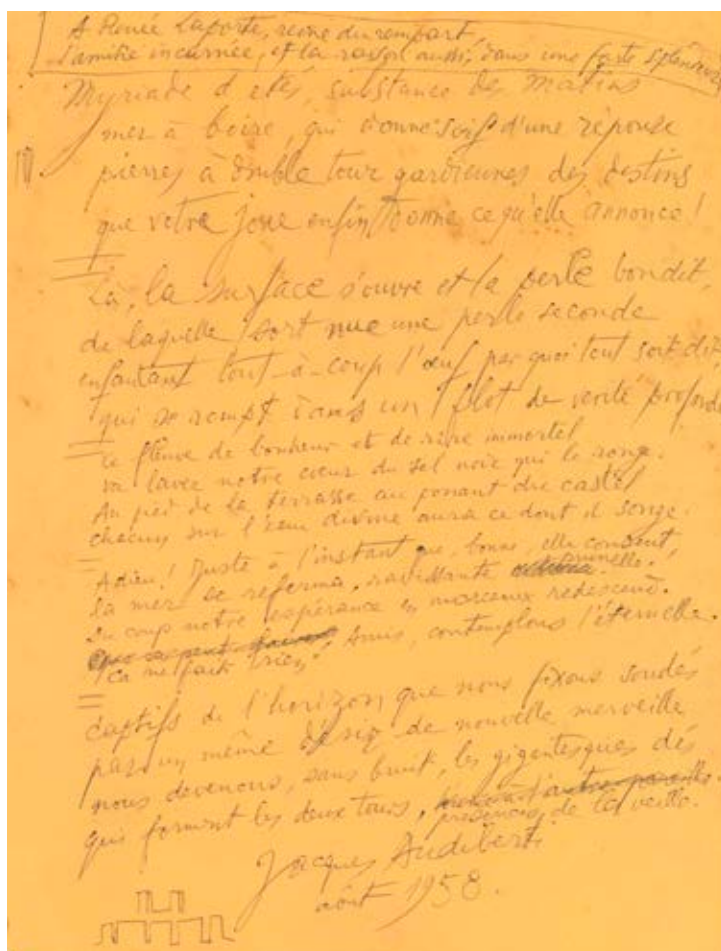 A Renée Laporte, reine du rempart,
l'amitié incarnée, et la raison aussi, dans une forte splendeur
Myriade d'étés, substance des matins
mer à boire, qui donne soif d'une réponse
pierres à double tour gardiennes des destins
que votre joue enfin donne ce qu'elle annonce !
Là, la surface s'ouvre et la perle bondit,
de laquelle sort nue une perle seconde
enfantant tout-à-coup l'œuf par quoi tout soit dit,
qui se rompt dans un flot de vérité profonde
ce fleuve de bonheur et de rire immortel
va laver notre cœur du sel noir qui le ronge.
Au pied de la terrasse au ponant du castel
chacun sur l'eau divine aura ce dont il songe.
Adieu ! Juste à l'instant que, bonne, elle consent,
la mer se referma, ravissante prunelle.
Du coup notre espérance en morceaux redescend.
ça ne fait rien, Amis, contemplons l'éternelle.
Captifs de l'horizon que nous fixons soudés
par un même désir de nouvelle merveille
nous devenons, sans bruit, les gigantesques dés
qui forment les deux tours, présences de la veille.
Jacques Audiberti
août 1958.